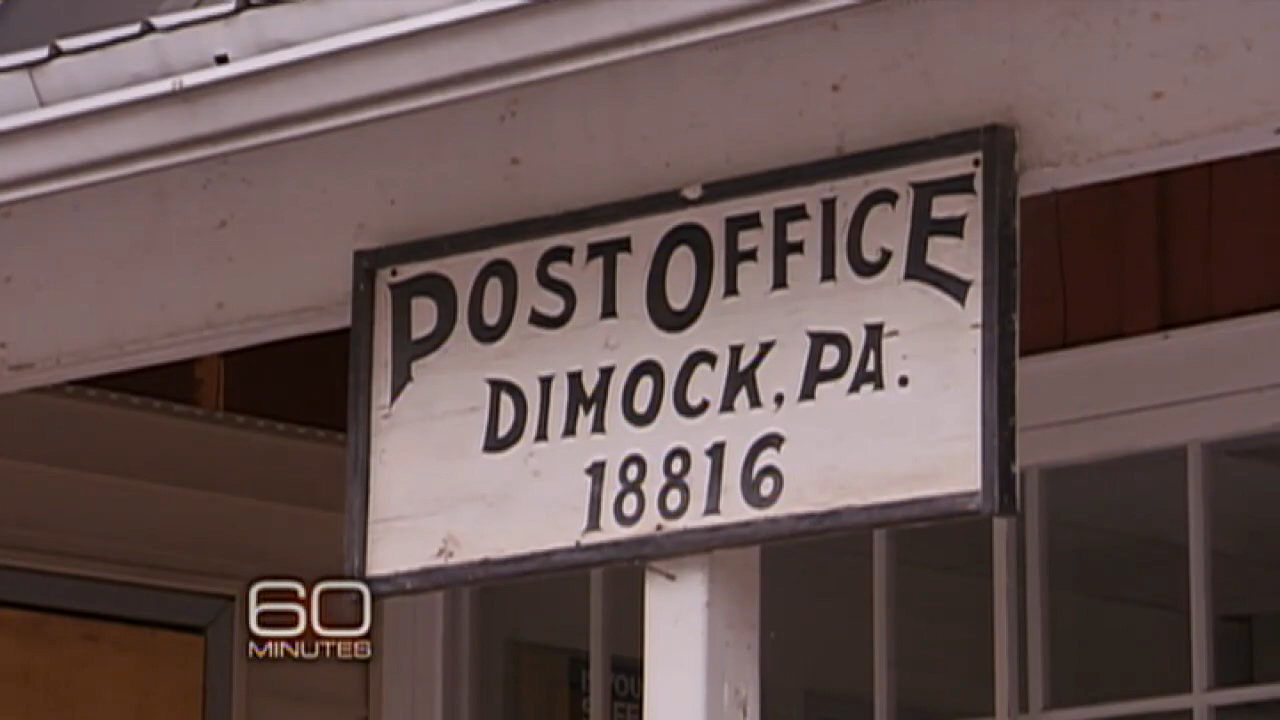 POST OFFICE
DIMOCK, PA.
18816
60
MINUTES